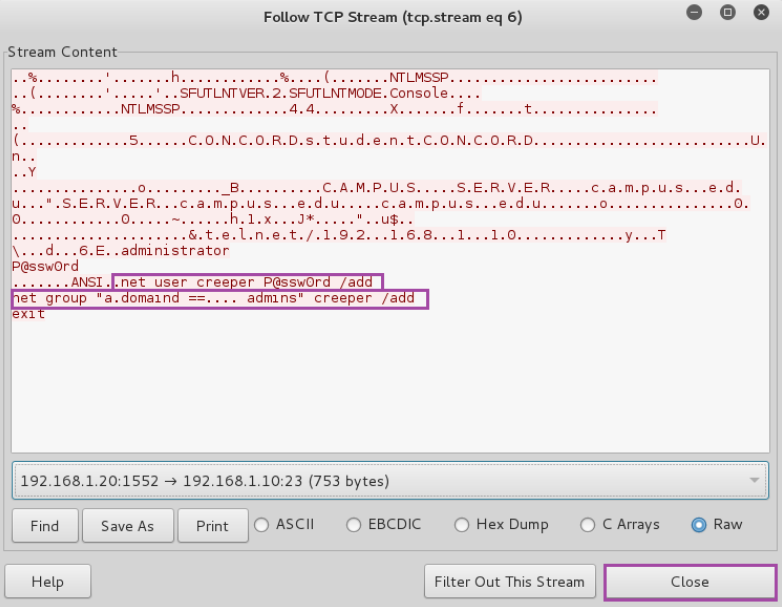 Follow TCP Stream (tcp.stream eq 6)
Stream Content
..%........'.......h............%....(.......NTLMSSP..........................
..(........'.....'..SFUTLNTVER.2.SFUTLNTMODE.Console....
%............NTLMSSP.............4.4.........X.......f.......t................
..
(.............5......C.O.N.C.O.R.D.s.t.u.d.e.n.t.C.O.N.C.O.R.D...........................U.
n..
..Y
................o.........._B..........C.A.M.P.U.S.....S.E.R.V.E.R.....c.a.m.p.u.s...e.d.
u...".S.E.R.V.E.R...c.a.m.p.u.s...e.d.u.....c.a.m.p.u.s...e.d.u.......o...............0.
0............0.....~......h.l.x...J*....."..u$..
......................&.t.e.l.n.e.t./.1.9.2...1.6.8...1...1.0..............y...T
\...d...6.E..administrator
P@ssw0rd
.......ANSI..net user creeper P@ssw0rd /add
net group "a.domaind ==.... admins" creeper /add
exit
192.168.1.20:1552 → 192.168.1.10:23 (753 bytes)
Find Save As Print ASCII EBCDIC Hex Dump C Arrays Raw
Help Filter Out This Stream Close